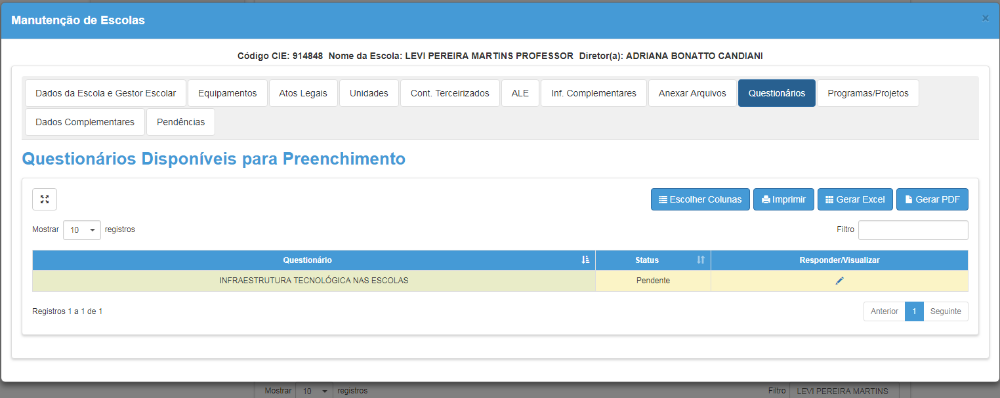 Manutenção de Escolas ×
Código CIE: 914848 Nome da Escola: LEVI PEREIRA MARTINS PROFESSOR Diretor(a): ADRIANA BONATTO CANDIANI
Dados da Escola e Gestor Escolar Equipamentos Atos Legais Unidades Cont. Terceirizados ALE Inf. Complementares Anexar Arquivos Questionários Programas/Projetos
Dados Complementares Pendências
Questionários Disponíveis para Preenchimento
Escolher Colunas Imprimir Gerar Excel Gerar PDF
Mostrar 10 registros Filtro
Questionário Status Responder/Visualizar
INFRAESTRUTURA TECNOLÓGICA NAS ESCOLAS Pendente
Registros 1 a 1 de 1 Anterior 1 Seguinte
Mostrar 10 registros Filtro LEVI PEREIRA MARTINS